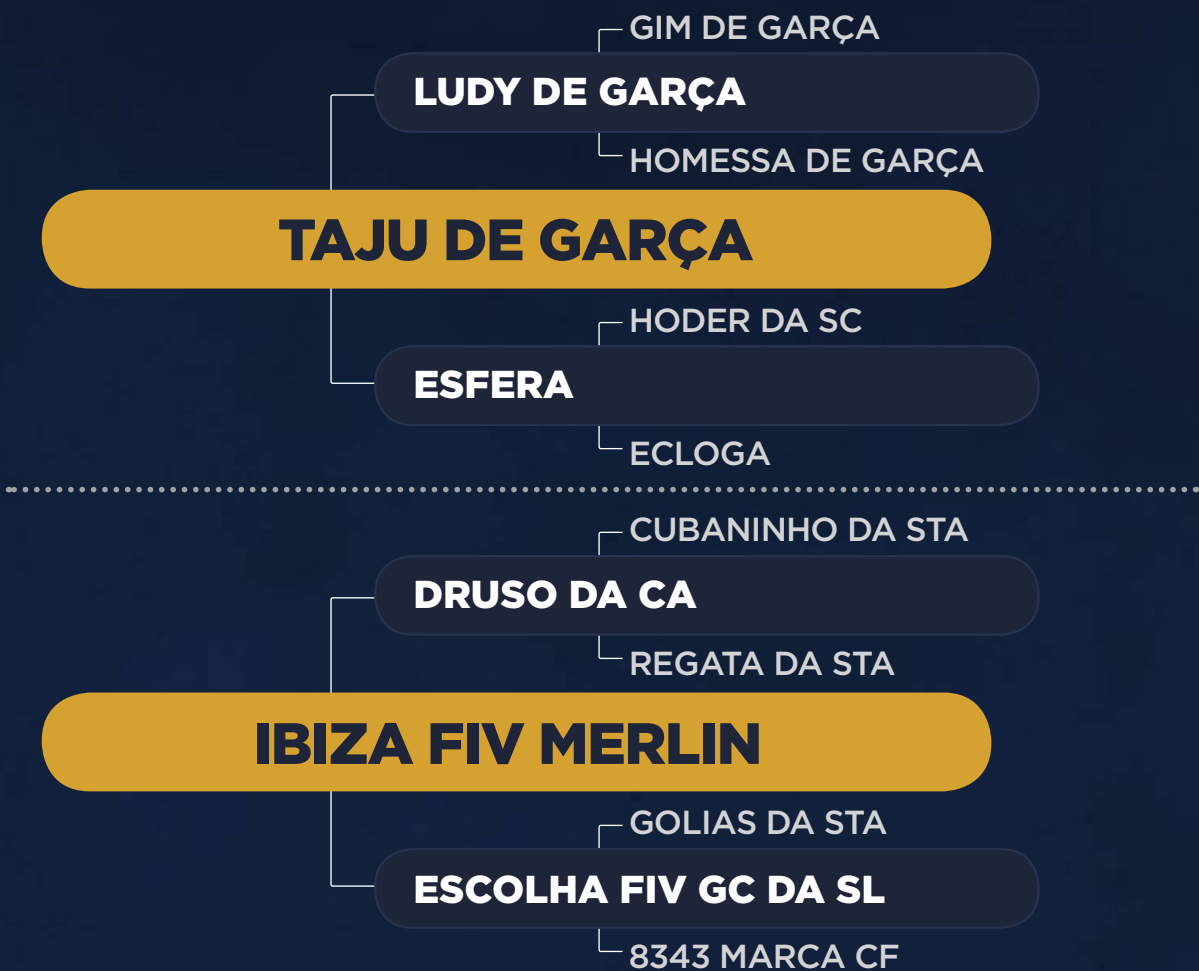 GIM DE GARÇA
LUDY DE GARÇA
HOMESSA DE GARÇA
TAJU DE GARÇA
HODER DA SC
ESFERA
ECLOGA
CUBANINHO DA STA
DRUSO DA CA
REGATA DA STA
IBIZA FIV MERLIN
GOLIAS DA STA
ESCOLHA FIV GC DA SL
8343 MARCA CF